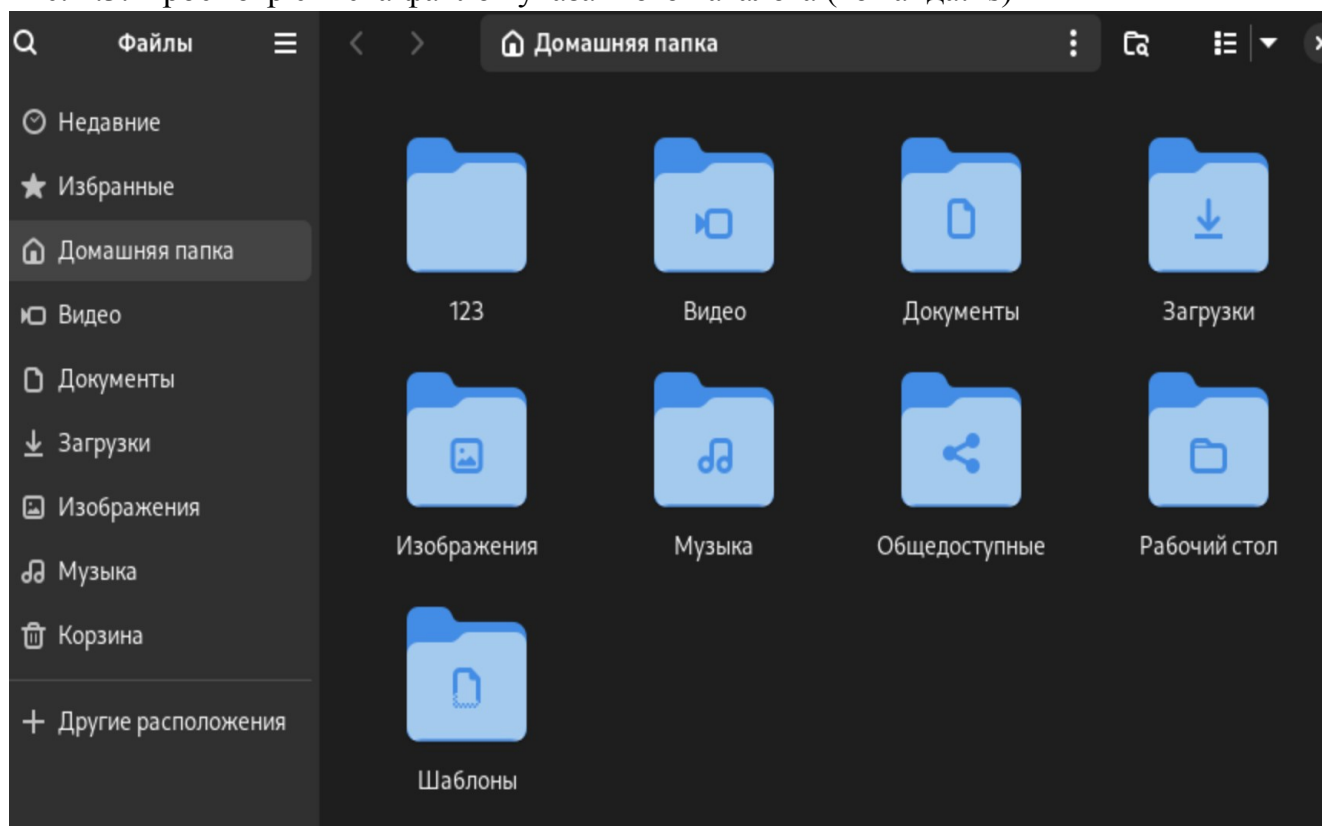 Файлы
Домашняя папка
Недавние
Избранные
Домашняя папка
Видео
Документы
Загрузки
Изображения
Музыка
Корзина
Другие расположения
123 Видео Документы Загрузки
Изображения Музыка Общедоступные Рабочий стол
Шаблоны